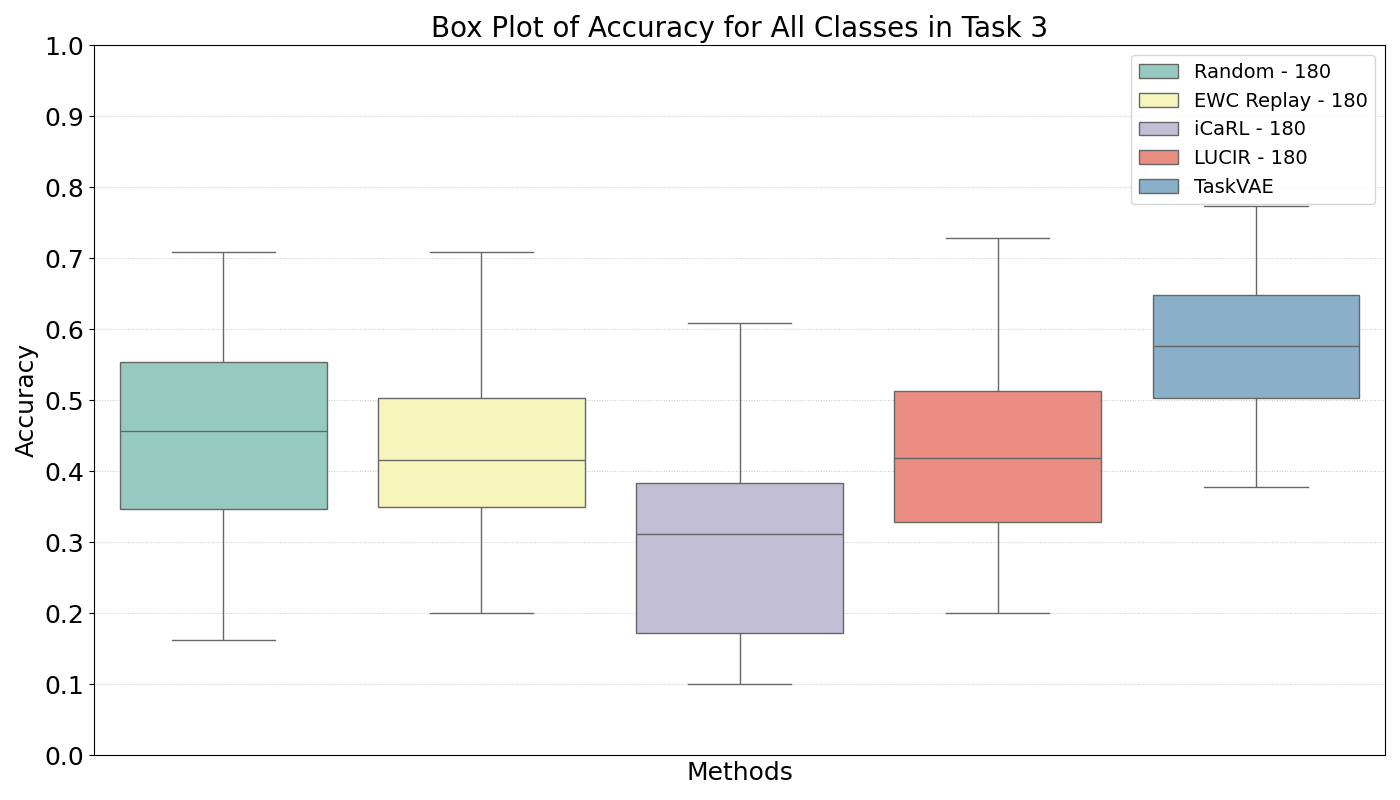 Box Plot of Accuracy for All Classes in Task 3
1.0
0.9
0.8
0.7
0.6
0.5
0.4
0.3
0.2
0.1
0.0
Accuracy
Methods
Random - 180
EWC Replay - 180
iCaRL - 180
LUCIR - 180
TaskVAE